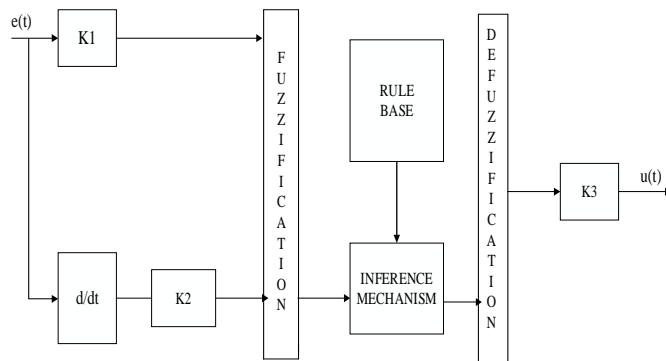 e(t)
K1
FUZZIFICATION
RULE
BASE
DEFUZZIFICATION
K3
u(t)
d/dt
K2
INFERENCE
MECHANISM